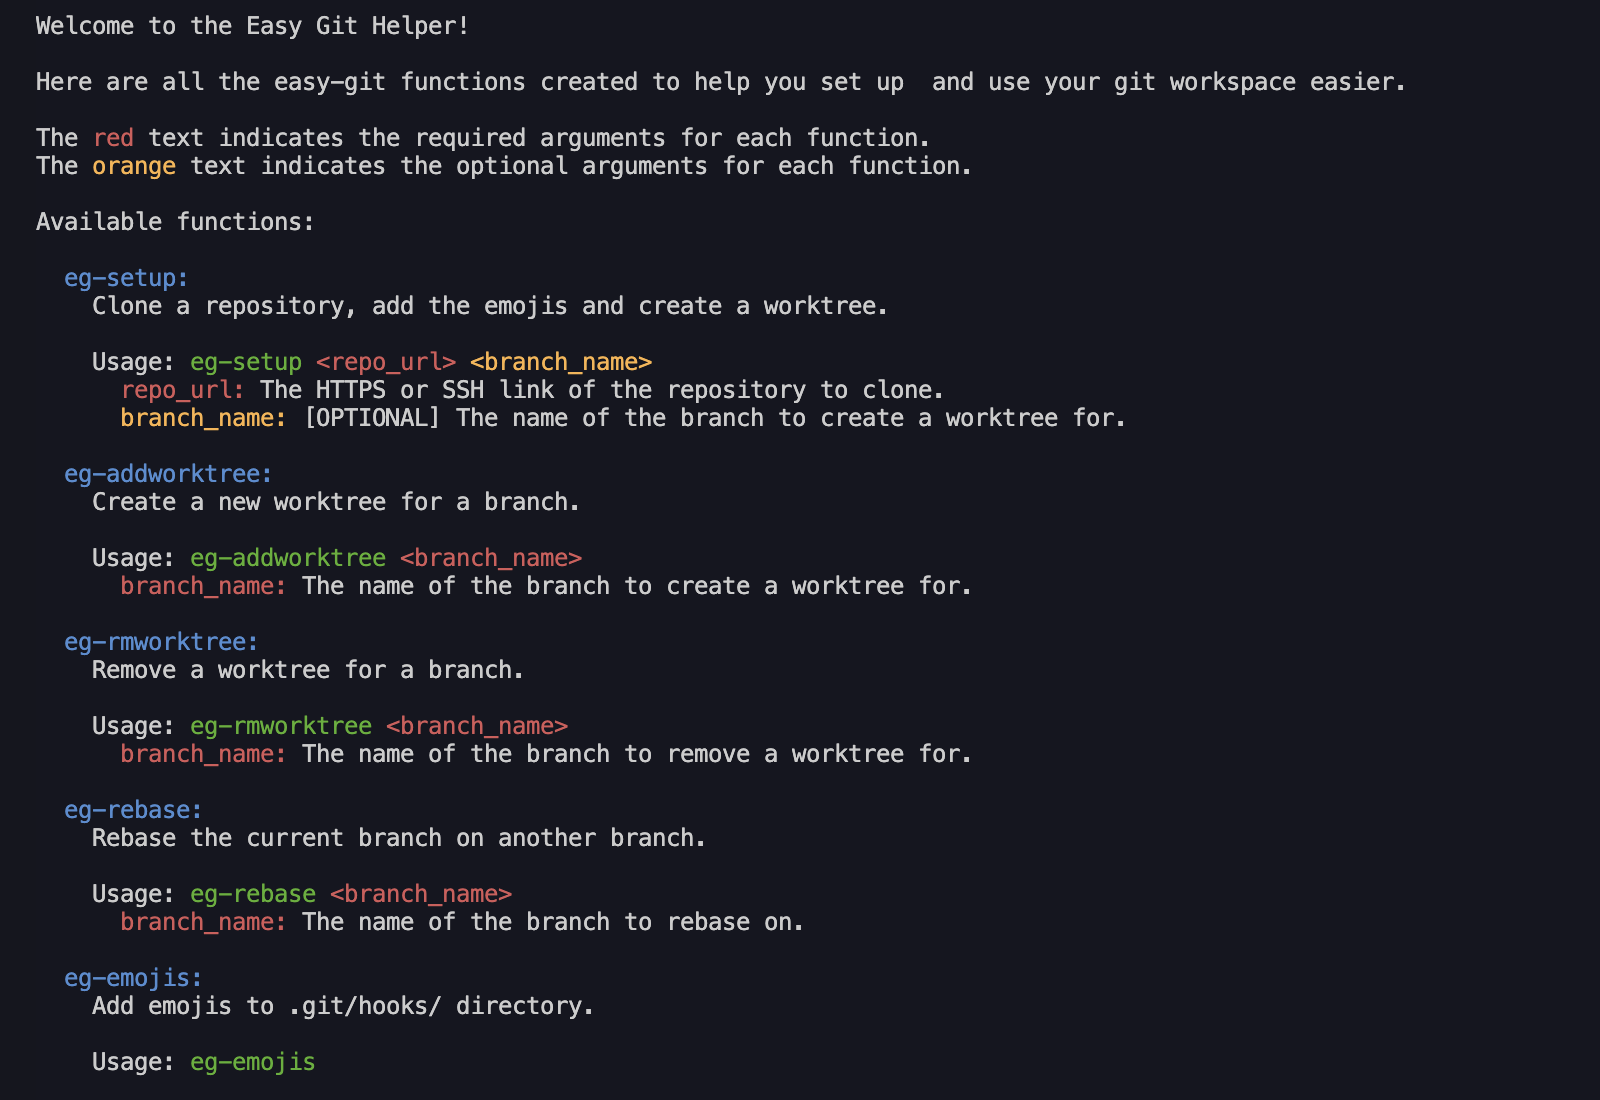 Welcome to the Easy Git Helper!
Here are all the easy-git functions created to help you set up  and use your git workspace easier.
The red text indicates the required arguments for each function.
The orange text indicates the optional arguments for each function.
Available functions:
eg-setup:
Clone a repository, add the emojis and create a worktree.
Usage: eg-setup <repo_url> <branch_name>
repo_url: The HTTPS or SSH link of the repository to clone.
branch_name: [OPTIONAL] The name of the branch to create a worktree for.
eg-addworktree:
Create a new worktree for a branch.
Usage: eg-addworktree <branch_name>
branch_name: The name of the branch to create a worktree for.
eg-rmworktree:
Remove a worktree for a branch.
Usage: eg-rmworktree <branch_name>
branch_name: The name of the branch to remove a worktree for.
eg-rebase:
Rebase the current branch on another branch.
Usage: eg-rebase <branch_name>
branch_name: The name of the branch to rebase on.
eg-emojis:
Add emojis to .git/hooks/ directory.
Usage: eg-emojis